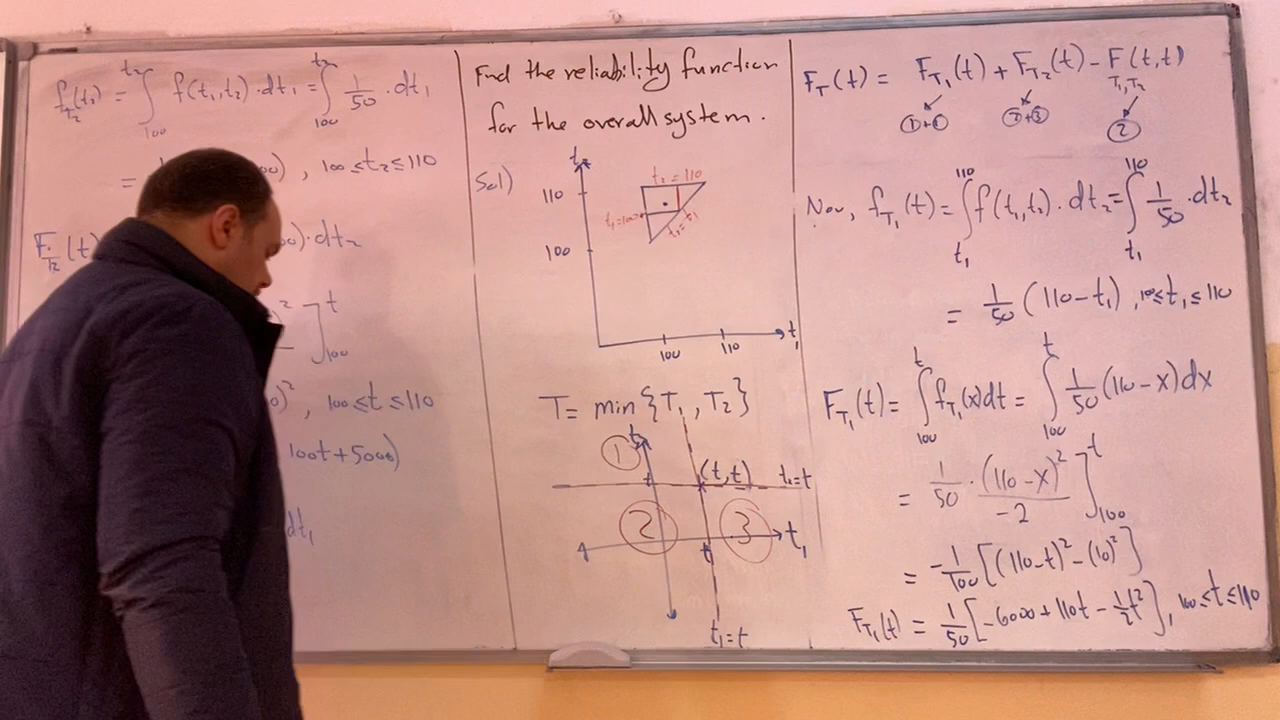 f_{T_2}(t_2) = ∫_{100}^{t_2} f(t_1,t_2)·dt_1 = ∫_{100}^{t_2} 1/50 · dt_1
= ), 100≤t_2≤110
F_{T_2}(t ·dt_2
]_{100}^{t}
)^2, 100≤t≤110
100t+5000)
dt_1
Find the reliability function
for the overall system.
Sol)
t_2
110
100
t_2=110
t_1=100
100
110
t_1
T= min{T_1, T_2}
①
t_2
t
(t,t)
t_2=t
②
③
t_1
t
t_1=t
F_T(t) = F_{T_1}(t) + F_{T_2}(t) - F_{T_1,T_2}(t,t)
①+②
②+③
②
Now, f_{T_1}(t) = ∫_{t_1}^{110} f(t_1,t_2)·dt_2 = ∫_{t_1}^{110} 1/50 · dt_2
= 1/50 (110-t_1), 100≤t_1≤110
F_{T_1}(t) = ∫_{100}^{t} f_{T_1}(x)dt = ∫_{100}^{t} 1/50 (110-x)dx
= 1/50 · (110-x)^2/-2 ]_{100}^{t}
= -1/100 [(110-t)^2-(10)^2]
F_{T_1}(t) = 1/50 [-6000+110t-1/2 t^2], 100≤t≤110